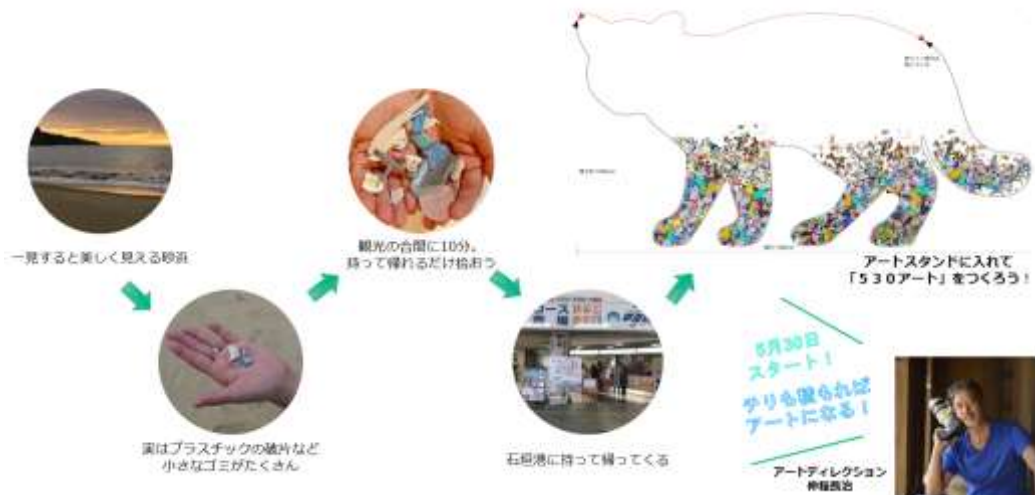 一見すると美しく見える砂浜
実はプラスチックの破片など
小さなゴミがたくさん
観光の合間に10分。
持って帰れるだけ拾おう
石垣港に持って帰ってくる
アートスタンドに入れて
「530アート」をつくろう！
5月30日
スタート！
チリも積もれば
アートになる！
アートディレクション